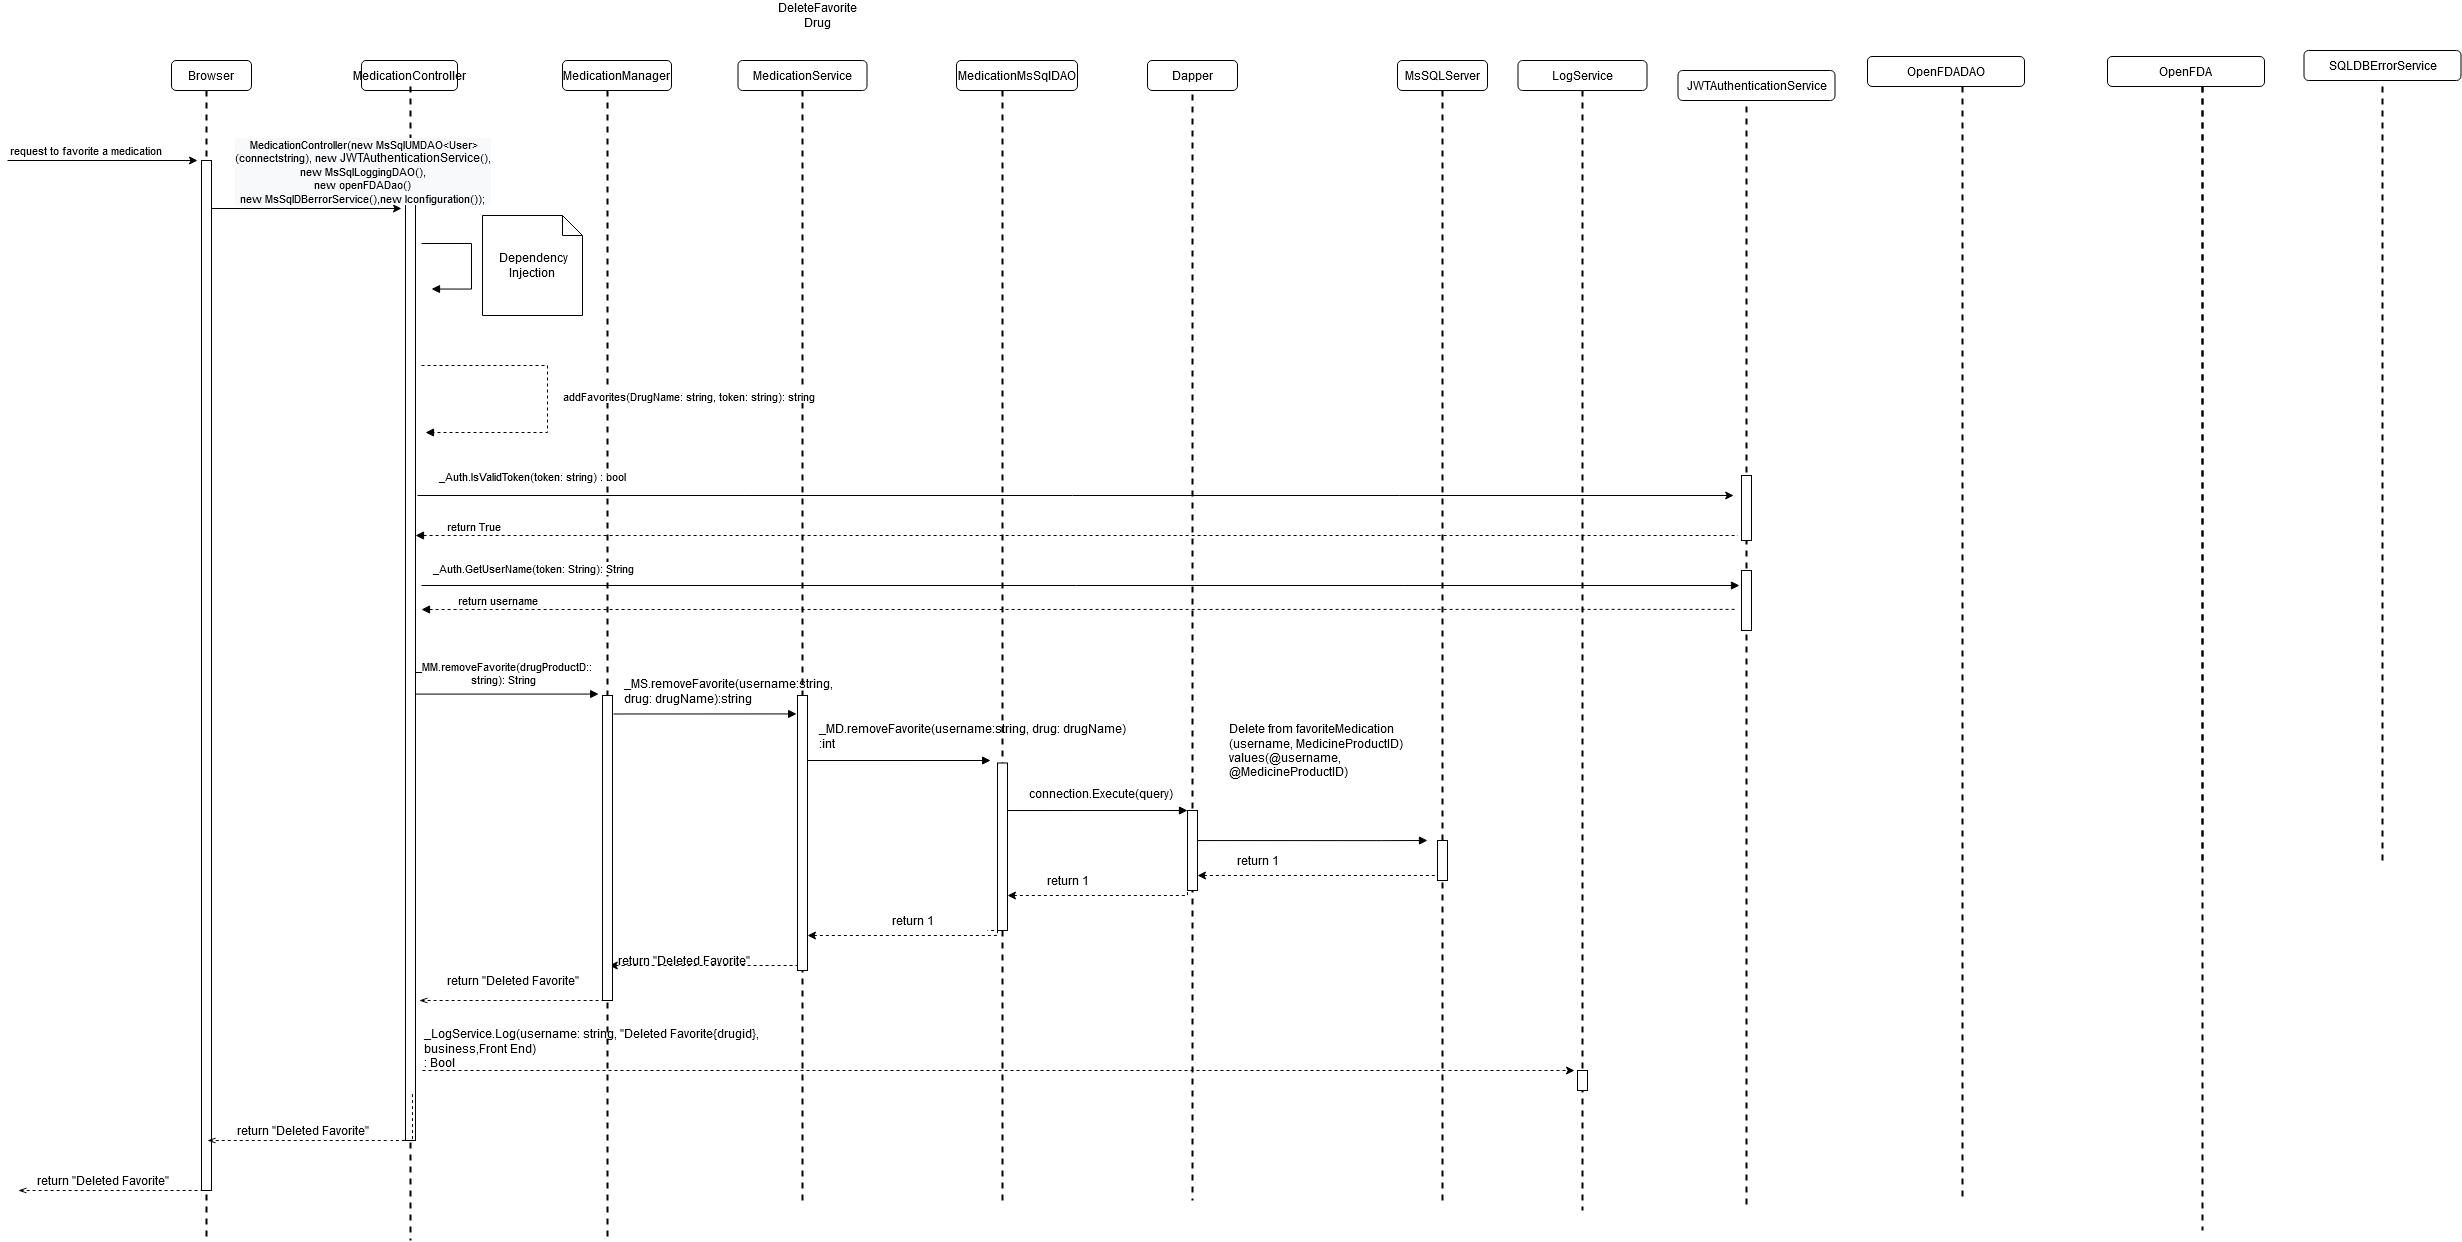 DeleteFavorite
Drug
Browser
MedicationController
MedicationManager
MedicationService
MedicationMsSqlDAO
Dapper
MsSQLServer
LogService
JWTAuthenticationService
OpenFDADAO
OpenFDA
SQLDBErrorService
request to favorite a medication
MedicationController(new MsSqlUMDAO<User>
(connectstring), new JWTAuthenticationService(),
new MsSqlLoggingDAO(),
new openFDADao()
new MsSqlDBerrorService(),new Iconfiguration());
Dependency
Injection
addFavorites(DrugName: string, token: string): string
_Auth.IsValidToken(token: string) : bool
return True
_Auth.GetUserName(token: String): String
return username
_MM.removeFavorite(drugProductD::
string): String
_MS.removeFavorite(username:string,
drug: drugName):string
_MD.removeFavorite(username:string, drug: drugName)
:int
Delete from favoriteMedication
(username, MedicineProductID)
values(@username,
@MedicineProductID)
connection.Execute(query)
return 1
return 1
return 1
return "Deleted Favorite"
return "Deleted Favorite"
_LogService.Log(username: string, "Deleted Favorite{drugid},
business,Front End)
: Bool
return "Deleted Favorite"
return "Deleted Favorite"